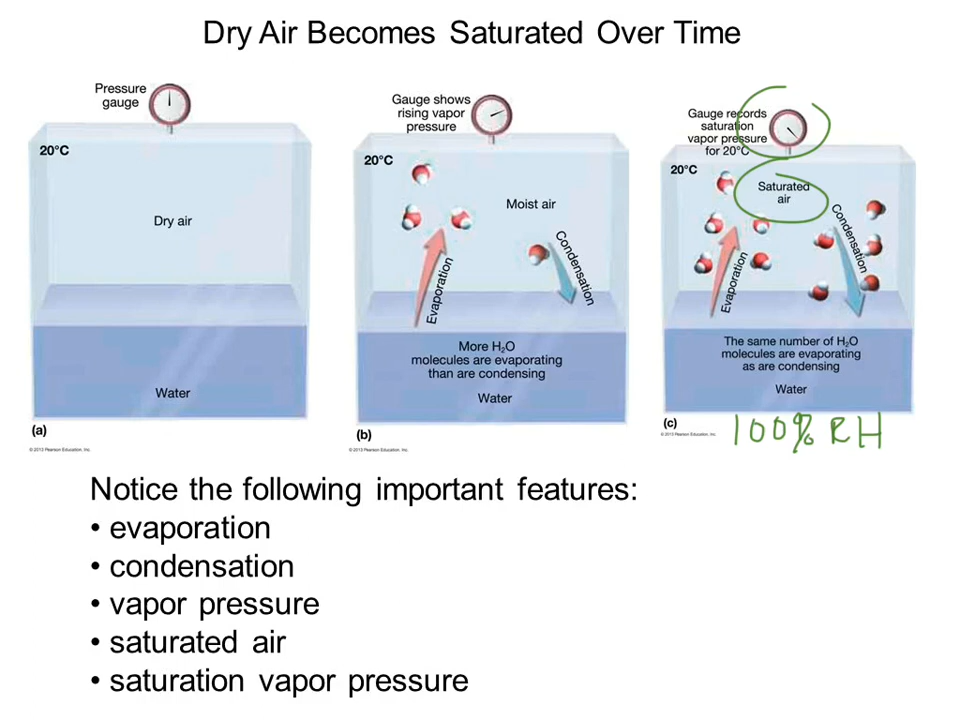 Dry Air Becomes Saturated Over Time
Pressure
gauge
20°C
Dry air
Water
(a)
© 2013 Pearson Education, Inc.
Gauge shows
rising vapor
pressure
20°C
Moist air
Evaporation
Condensation
More H₂O
molecules are evaporating
than are condensing
Water
(b)
© 2013 Pearson Education, Inc.
Gauge records
saturation
vapor pressure
for 20°C
20°C
Saturated
air
Evaporation
Condensation
The same number of H₂O
molecules are evaporating
as are condensing
Water
(c)
© 2013 Pearson Education, Inc.
100% RH
Notice the following important features:
• evaporation
• condensation
• vapor pressure
• saturated air
• saturation vapor pressure